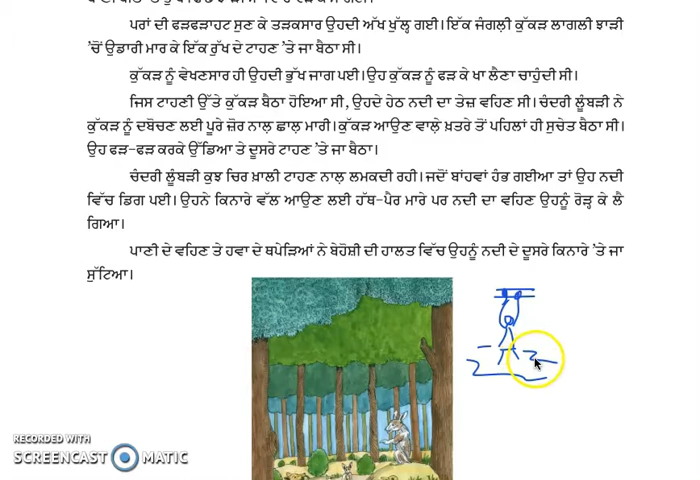 ਪਰਾਂ ਦੀ ਫੜਫੜਾਹਟ ਸੁਣ ਕੇ ਤੜਕਸਾਰ ਉਹਦੀ ਅੱਖ ਖੁੱਲ੍ਹ ਗਈ। ਇੱਕ ਜੰਗਲ਼ੀ ਕੁੱਕੜ ਲਾਗਲੀ ਝਾੜੀ
’ਚੋਂ ਉਡਾਰੀ ਮਾਰ ਕੇ ਇੱਕ ਰੁੱਖ ਦੇ ਟਾਹਣ ’ਤੇ ਜਾ ਬੈਠਾ ਸੀ।
ਕੁੱਕੜ ਨੂੰ ਵੇਖਣਸਾਰ ਹੀ ਉਹਦੀ ਭੁੱਖ ਜਾਗ ਪਈ। ਉਹ ਕੁੱਕੜ ਨੂੰ ਫੜ ਕੇ ਖਾ ਲੈਣਾ ਚਾਹੁੰਦੀ ਸੀ।
ਜਿਸ ਟਾਹਣੀ ਉੱਤੇ ਕੁੱਕੜ ਬੈਠਾ ਹੋਇਆ ਸੀ, ਉਹਦੇ ਹੇਠ ਨਦੀ ਦਾ ਤੇਜ਼ ਵਹਿਣ ਸੀ। ਚੰਦਰੀ ਲੂੰਬੜੀ ਨੇ
ਕੁੱਕੜ ਨੂੰ ਦਬੋਚਣ ਲਈ ਪੂਰੇ ਜ਼ੋਰ ਨਾਲ਼ ਛਾਲ਼ ਮਾਰੀ। ਕੁੱਕੜ ਆਉਣ ਵਾਲ਼ੇ ਖ਼ਤਰੇ ਤੋਂ ਪਹਿਲਾਂ ਹੀ ਸੁਚੇਤ ਬੈਠਾ ਸੀ।
ਉਹ ਫੜ-ਫੜ ਕਰਕੇ ਉੱਡਿਆ ਤੇ ਦੂਸਰੇ ਟਾਹਣ ’ਤੇ ਜਾ ਬੈਠਾ।
ਚੰਦਰੀ ਲੂੰਬੜੀ ਕੁਝ ਚਿਰ ਖ਼ਾਲੀ ਟਾਹਣ ਨਾਲ਼ ਲਮਕਦੀ ਰਹੀ। ਜਦੋਂ ਬਾਂਹਵਾਂ ਹੰਭ ਗਈਆ ਤਾਂ ਉਹ ਨਦੀ
ਵਿੱਚ ਡਿਗ ਪਈ। ਉਹਨੇ ਕਿਨਾਰੇ ਵੱਲ ਆਉਣ ਲਈ ਹੱਥ-ਪੈਰ ਮਾਰੇ ਪਰ ਨਦੀ ਦਾ ਵਹਿਣ ਉਹਨੂੰ ਰੋੜ੍ਹ ਕੇ ਲੈ
ਗਿਆ।
ਪਾਣੀ ਦੇ ਵਹਿਣ ਤੇ ਹਵਾ ਦੇ ਥਪੇੜਿਆਂ ਨੇ ਬੇਹੋਸ਼ੀ ਦੀ ਹਾਲਤ ਵਿੱਚ ਉਹਨੂੰ ਨਦੀ ਦੇ ਦੂਸਰੇ ਕਿਨਾਰੇ ’ਤੇ ਜਾ
ਸੁੱਟਿਆ।
RECORDED WITH
SCREENCAST MATIC